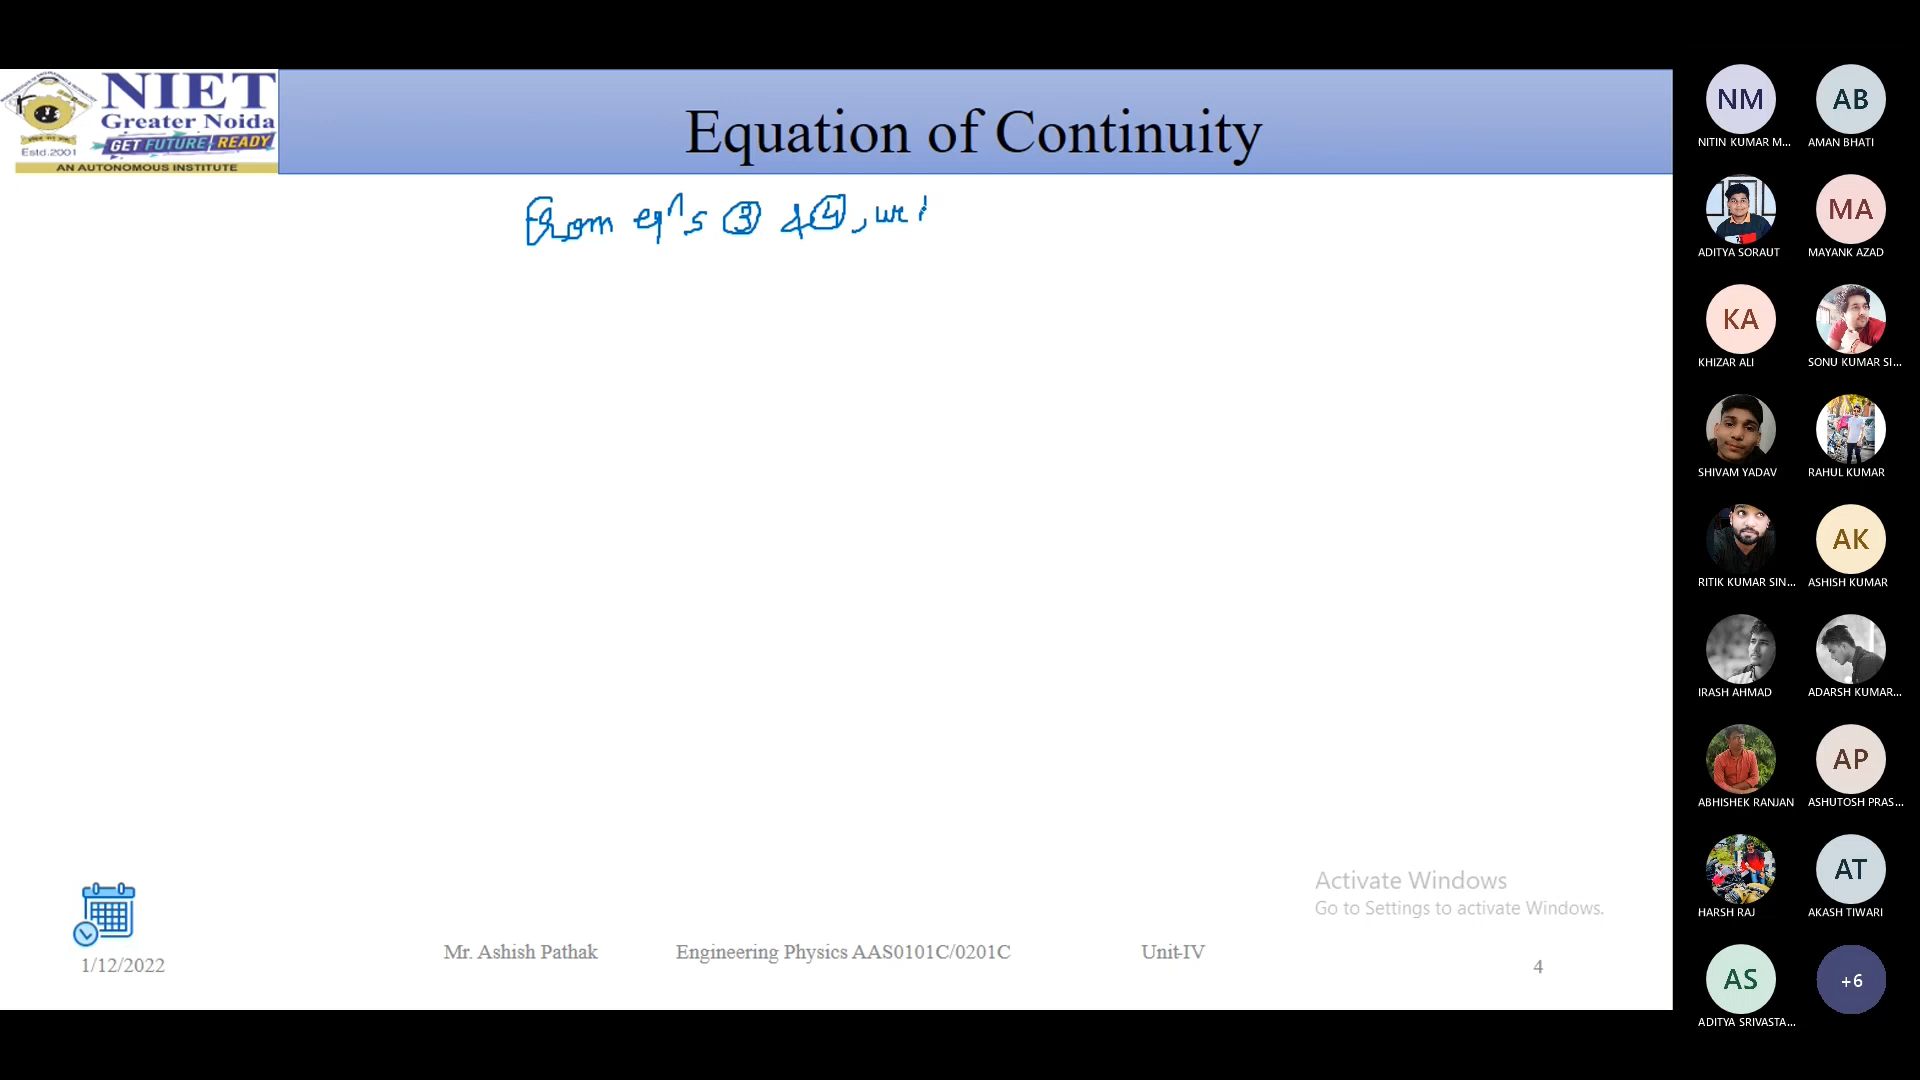 NIET
Greater Noida
GET FUTURE READY
Estd.2001
AN AUTONOMOUS INSTITUTE
Equation of Continuity
From eqⁿs ③ & ④, we
Activate Windows
Go to Settings to activate Windows.
1/12/2022
Mr. Ashish Pathak
Engineering Physics AAS0101C/0201C
Unit-IV
4
NM
NITIN KUMAR M...
AB
AMAN BHATI
ADITYA SORAUT
MA
MAYANK AZAD
KA
KHIZAR ALI
SONU KUMAR SI...
SHIVAM YADAV
RAHUL KUMAR
RITIK KUMAR SIN...
AK
ASHISH KUMAR
IRASH AHMAD
ADARSH KUMAR...
ABHISHEK RANJAN
AP
ASHUTOSH PRAS...
HARSH RAJ
AT
AKASH TIWARI
AS
ADITYA SRIVASTA...
+6